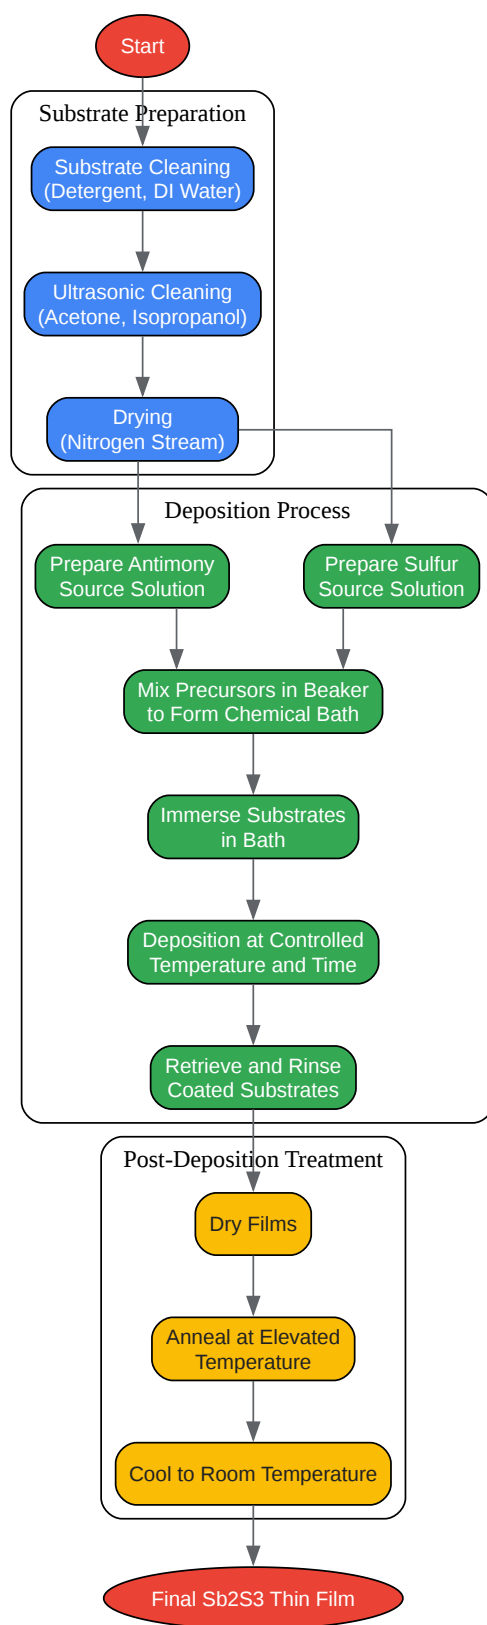 Start
Substrate Preparation
Substrate Cleaning
(Detergent, DI Water)
Ultrasonic Cleaning
(Acetone, Isopropanol)
Drying
(Nitrogen Stream)
Deposition Process
Prepare Antimony
Source Solution
Prepare Sulfur
Source Solution
Mix Precursors in Beaker
to Form Chemical Bath
Immerse Substrates
in Bath
Deposition at Controlled
Temperature and Time
Retrieve and Rinse
Coated Substrates
Post-Deposition Treatment
Dry Films
Anneal at Elevated
Temperature
Cool to Room Temperature
Final Sb2S3 Thin Film